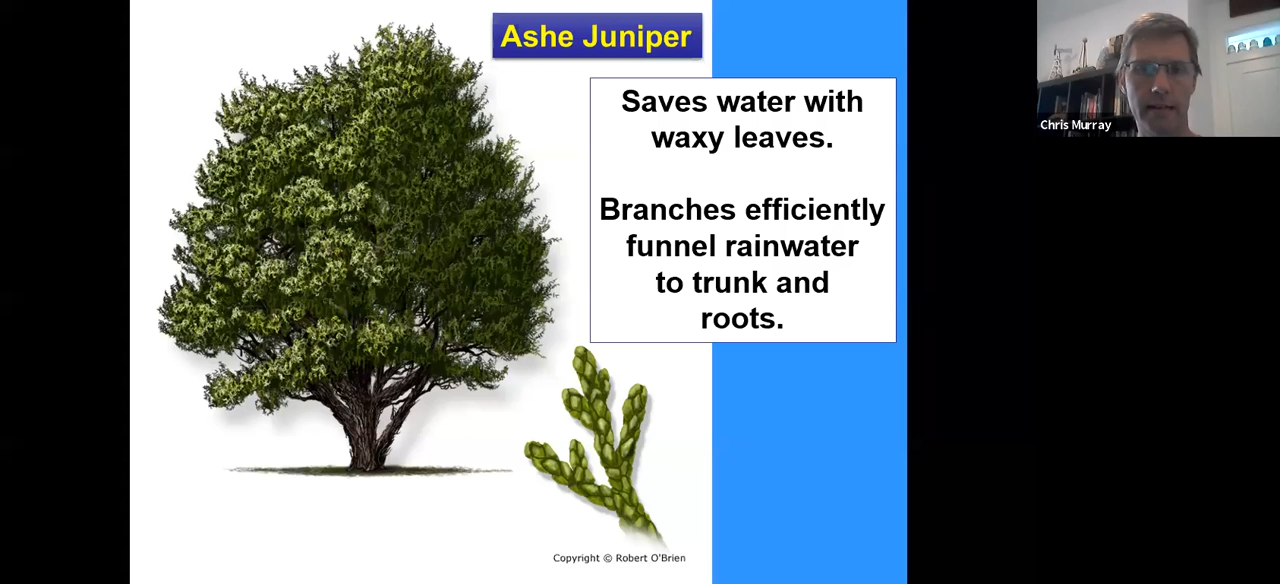 Ashe Juniper
Saves water with
waxy leaves.
Branches efficiently
funnel rainwater
to trunk and
roots.
Copyright © Robert O'Brien
Chris Murray